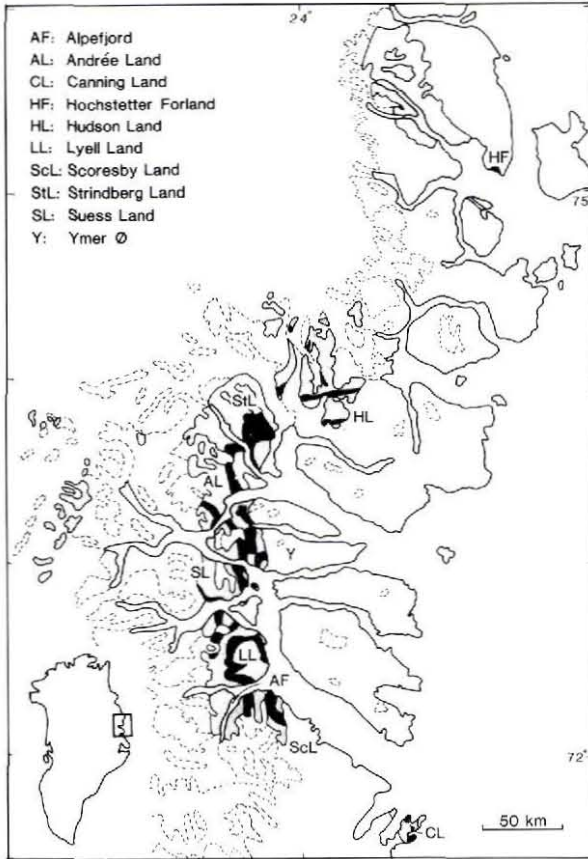 24°
AF: Alpefjord
AL: Andrée Land
CL: Canning Land
HF: Hochstetter Forland
HL: Hudson Land
LL: Lyell Land
ScL: Scoresby Land
StL: Strindberg Land
SL: Suess Land
Y: Ymer Ø
HF
75
StL
HL
AL
Y
SL
LL
AF
ScL
72°
50 km
CL